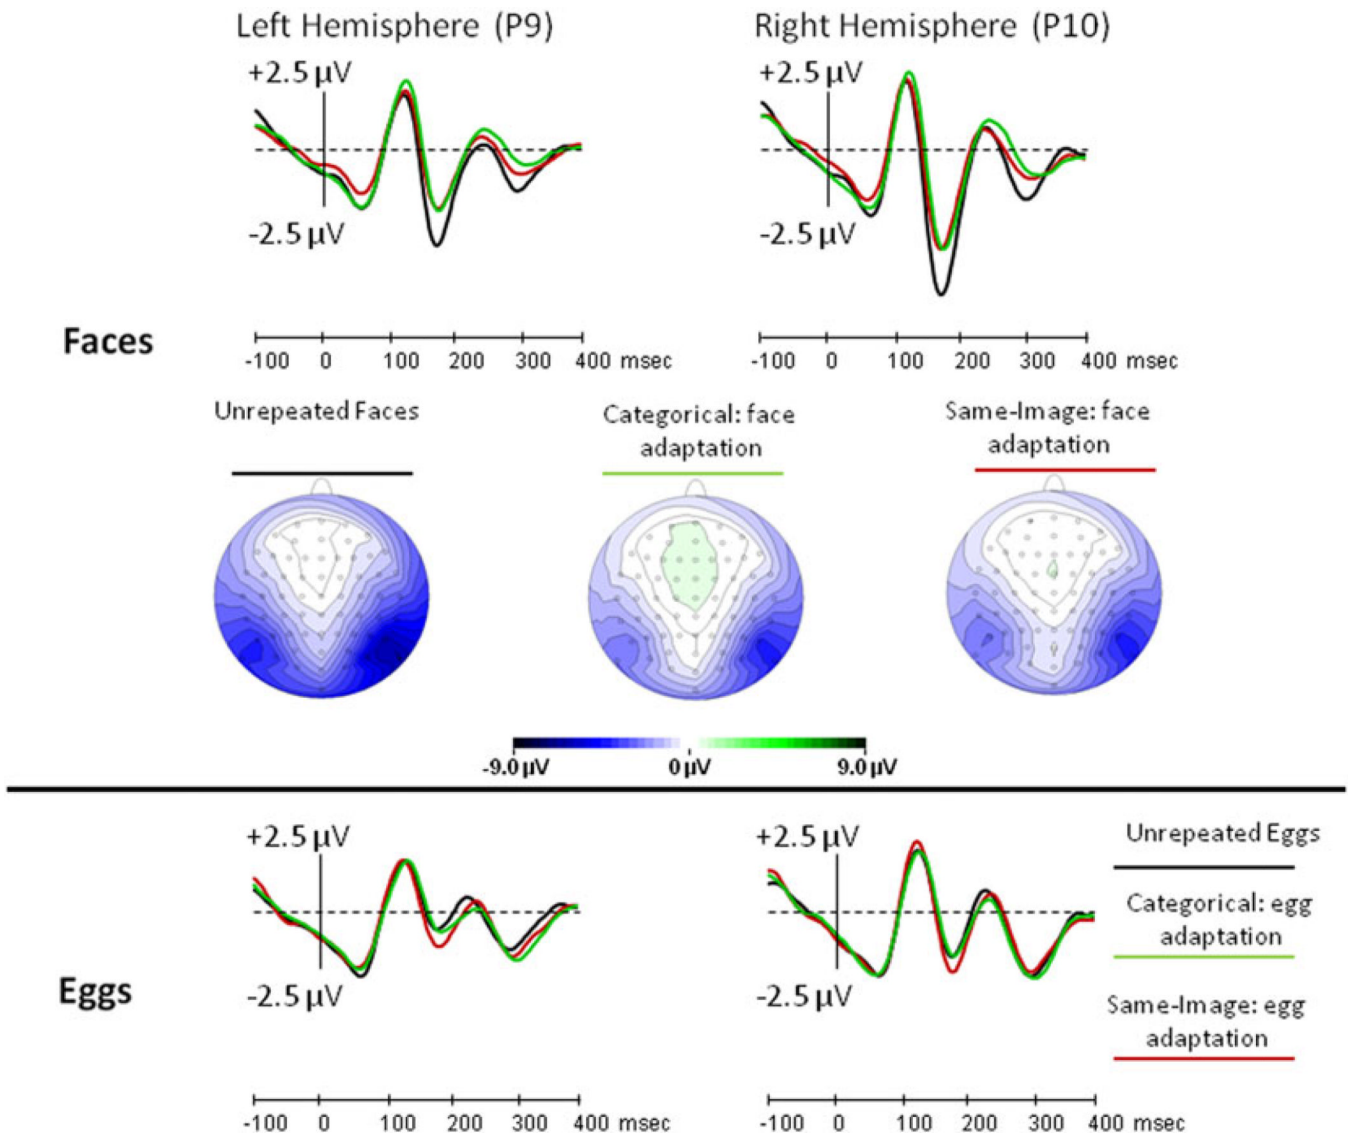 Left Hemisphere (P9)
Right Hemisphere (P10)
+2.5 µV
+2.5 µV
-2.5 µV
-2.5 µV
Faces
-100 0 100 200 300 400 msec
-100 0 100 200 300 400 msec
Unrepeated Faces
Categorical: face
adaptation
Same-Image: face
adaptation
-9.0 µV 0 µV 9.0 µV
+2.5 µV
+2.5 µV
Unrepeated Eggs
Categorical: egg
adaptation
Eggs
-2.5 µV
-2.5 µV
Same-Image: egg
adaptation
-100 0 100 200 300 400 msec
-100 0 100 200 300 400 msec